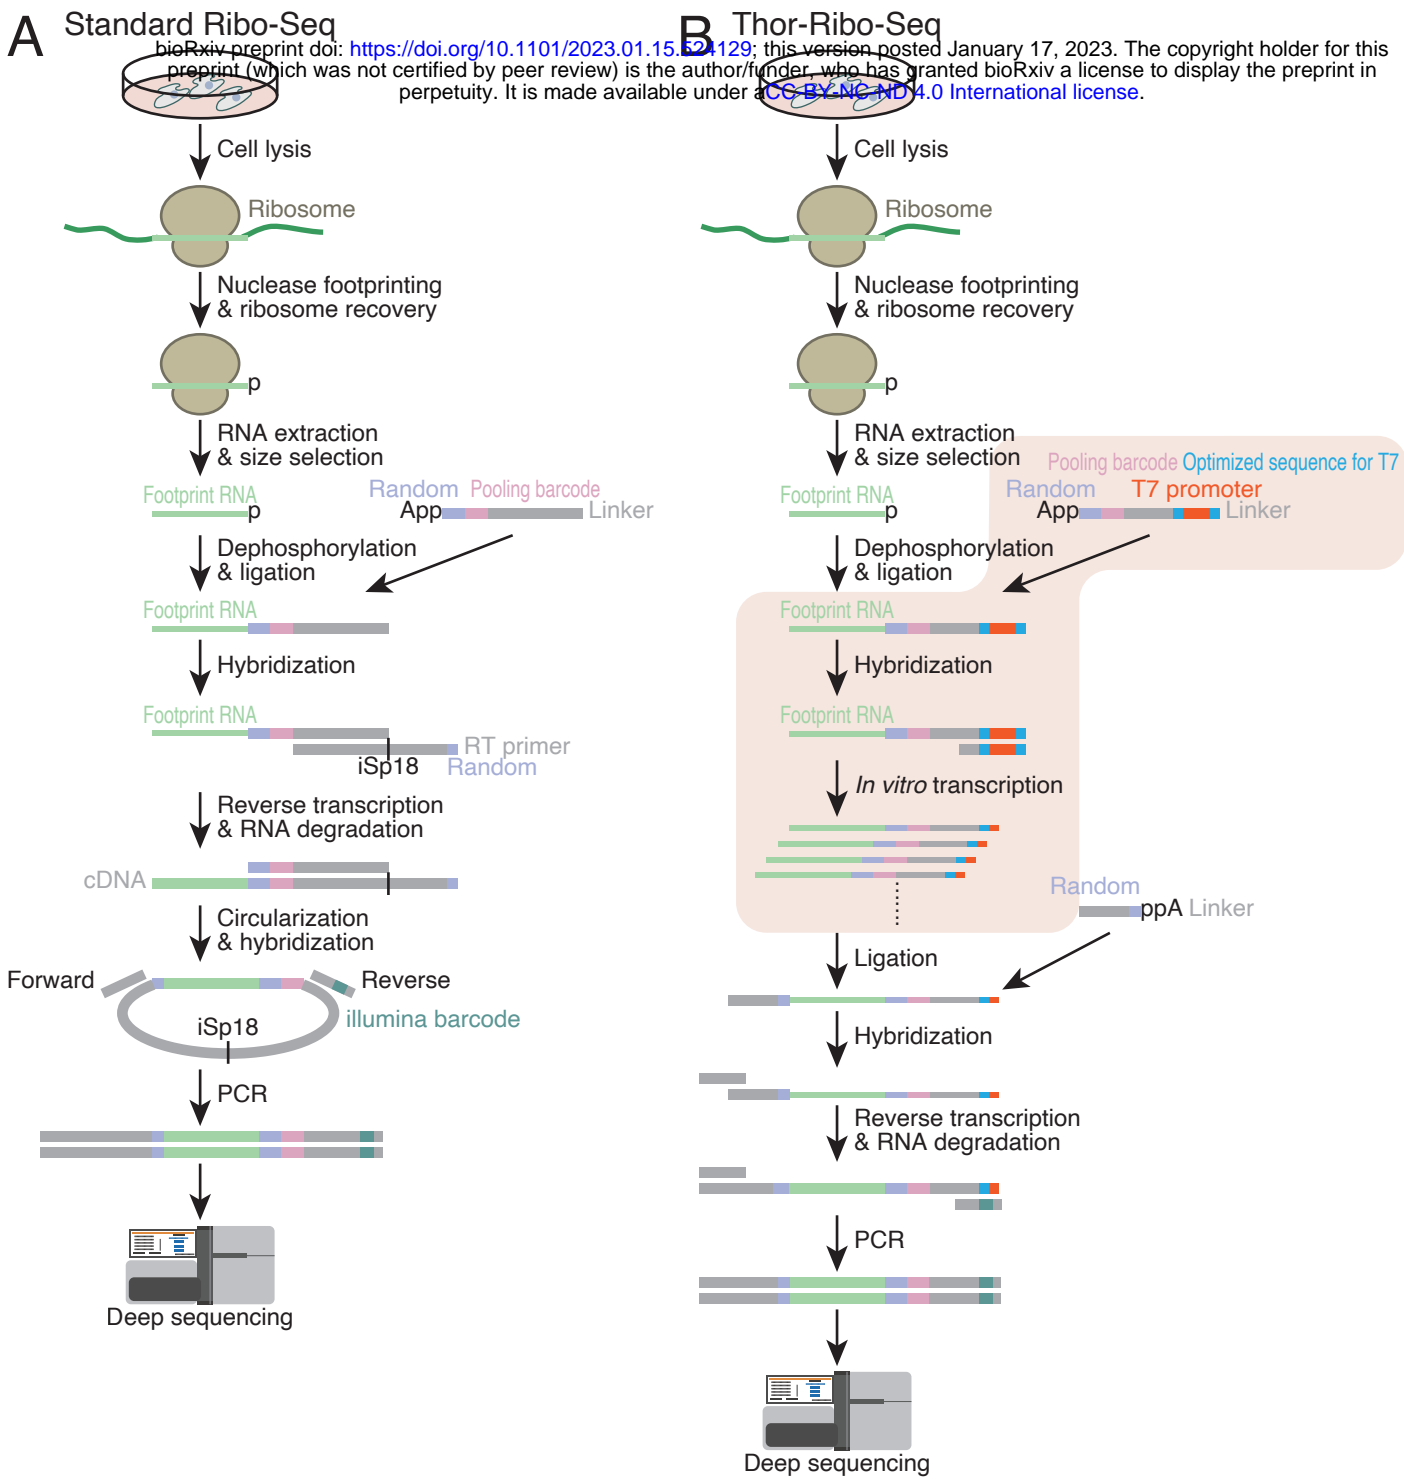 A Standard Ribo-Seq
B Thor-Ribo-Seq
bioRxiv preprint doi: https://doi.org/10.1101/2023.01.15.524129; this version posted January 17, 2023. The copyright holder for this
preprint (which was not certified by peer review) is the author/funder, who has granted bioRxiv a license to display the preprint in
perpetuity. It is made available under aCC-BY-NC-ND 4.0 International license.
Cell lysis
Ribosome
Nuclease footprinting
& ribosome recovery
p
RNA extraction
& size selection
Footprint RNA
p
Random Pooling barcode
App Linker
Dephosphorylation
& ligation
Footprint RNA
Hybridization
Footprint RNA
RT primer
iSp18 Random
Reverse transcription
& RNA degradation
cDNA
Circularization
& hybridization
Forward
Reverse
iSp18
illumina barcode
PCR
Deep sequencing
Cell lysis
Ribosome
Nuclease footprinting
& ribosome recovery
p
RNA extraction
& size selection
Pooling barcode Optimized sequence for T7
Footprint RNA
p
Random T7 promoter
App Linker
Dephosphorylation
& ligation
Footprint RNA
Hybridization
Footprint RNA
In vitro transcription
Random
ppA Linker
Ligation
Hybridization
Reverse transcription
& RNA degradation
PCR
Deep sequencing